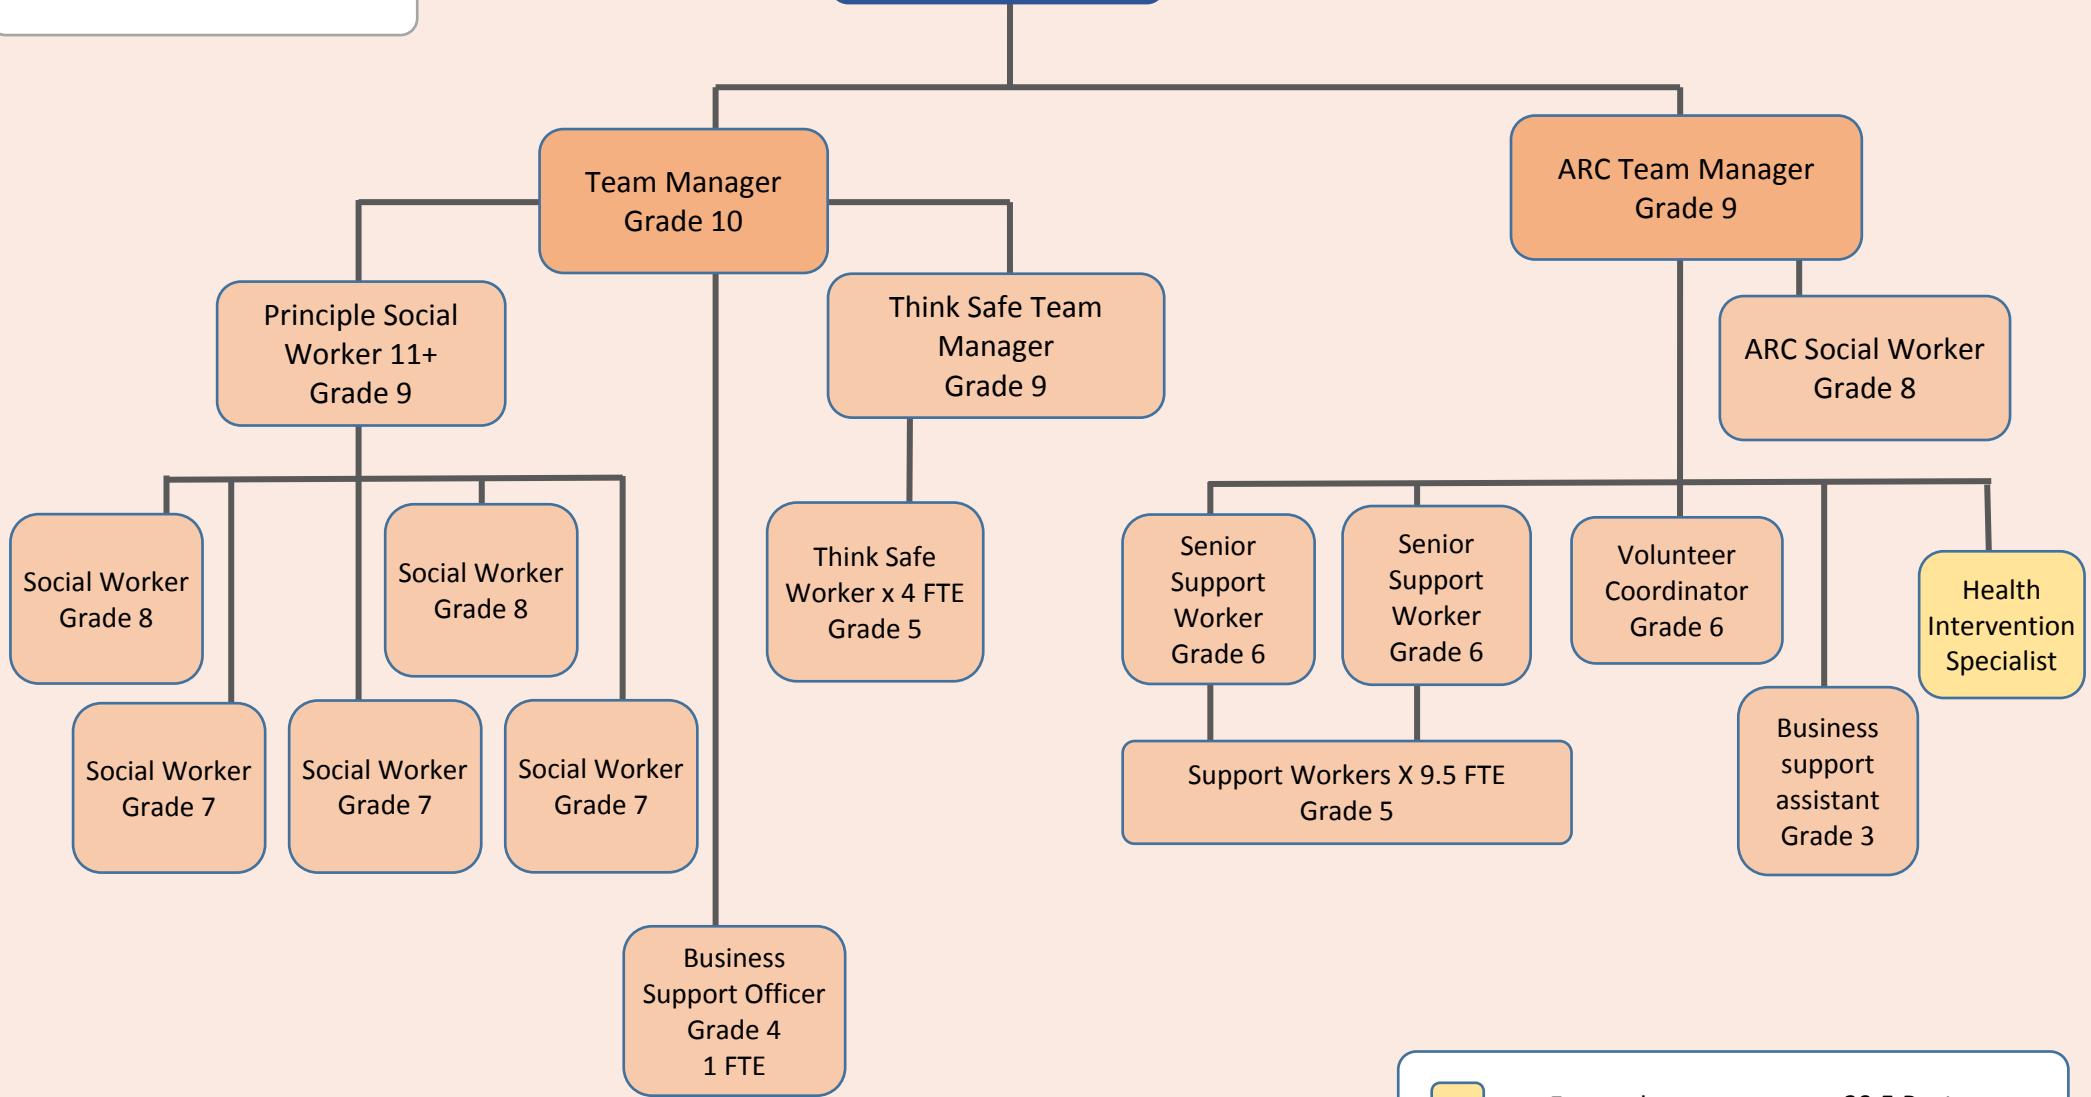 Team Manager
Grade 10
ARC Team Manager
Grade 9
Principle Social
Worker 11+
Grade 9
Think Safe Team
Manager
Grade 9
ARC Social Worker
Grade 8
Social Worker
Grade 8
Social Worker
Grade 8
Social Worker
Grade 7
Social Worker
Grade 7
Social Worker
Grade 7
Think Safe
Worker x 4 FTE
Grade 5
Senior
Support
Worker
Grade 6
Senior
Support
Worker
Grade 6
Volunteer
Coordinator
Grade 6
Health
Intervention
Specialist
Support Workers X 9.5 FTE
Grade 5
Business
support
assistant
Grade 3
Business
Support Officer
Grade 4
1 FTE